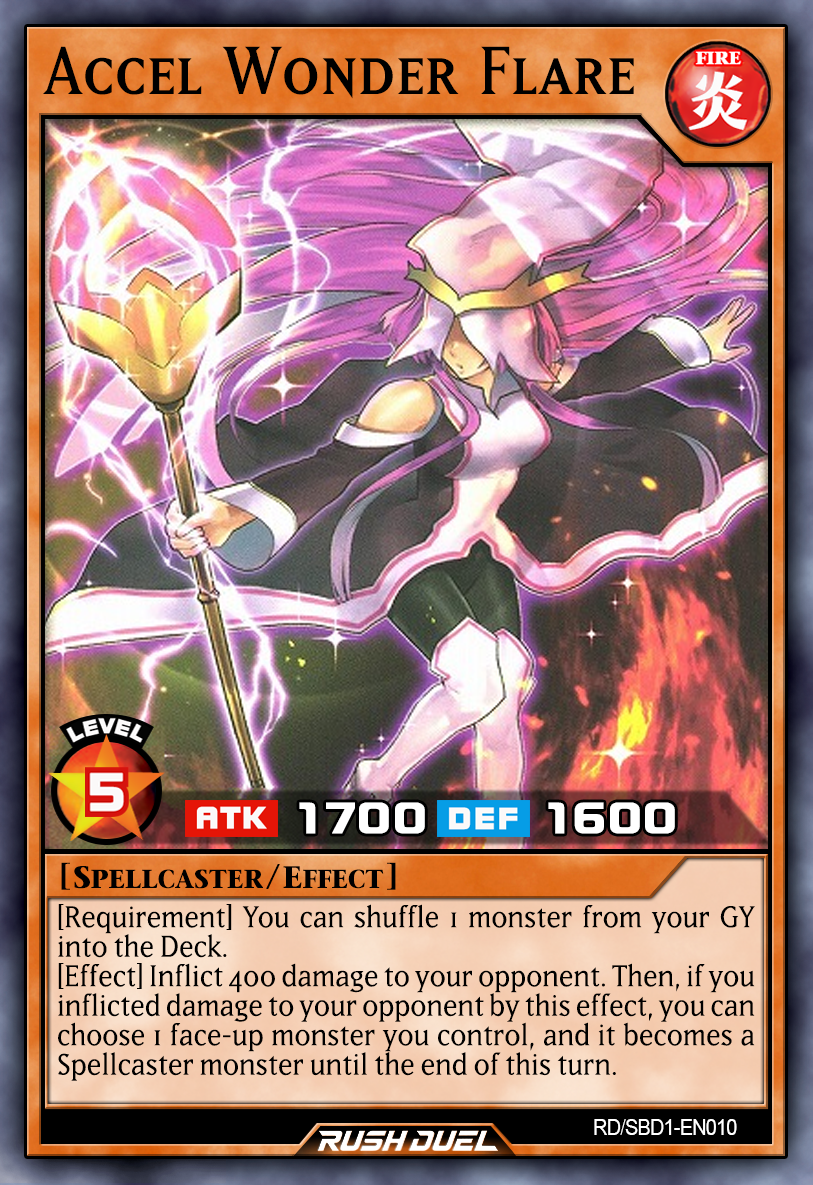 Accel Wonder Flare
FIRE
炎
LEVEL
5
ATK 1700 DEF 1600
[Spellcaster/Effect]
[Requirement] You can shuffle 1 monster from your GY
into the Deck.
[Effect] Inflict 400 damage to your opponent. Then, if you
inflicted damage to your opponent by this effect, you can
choose 1 face-up monster you control, and it becomes a
Spellcaster monster until the end of this turn.
RD/SBD1-EN010
RUSH DUEL